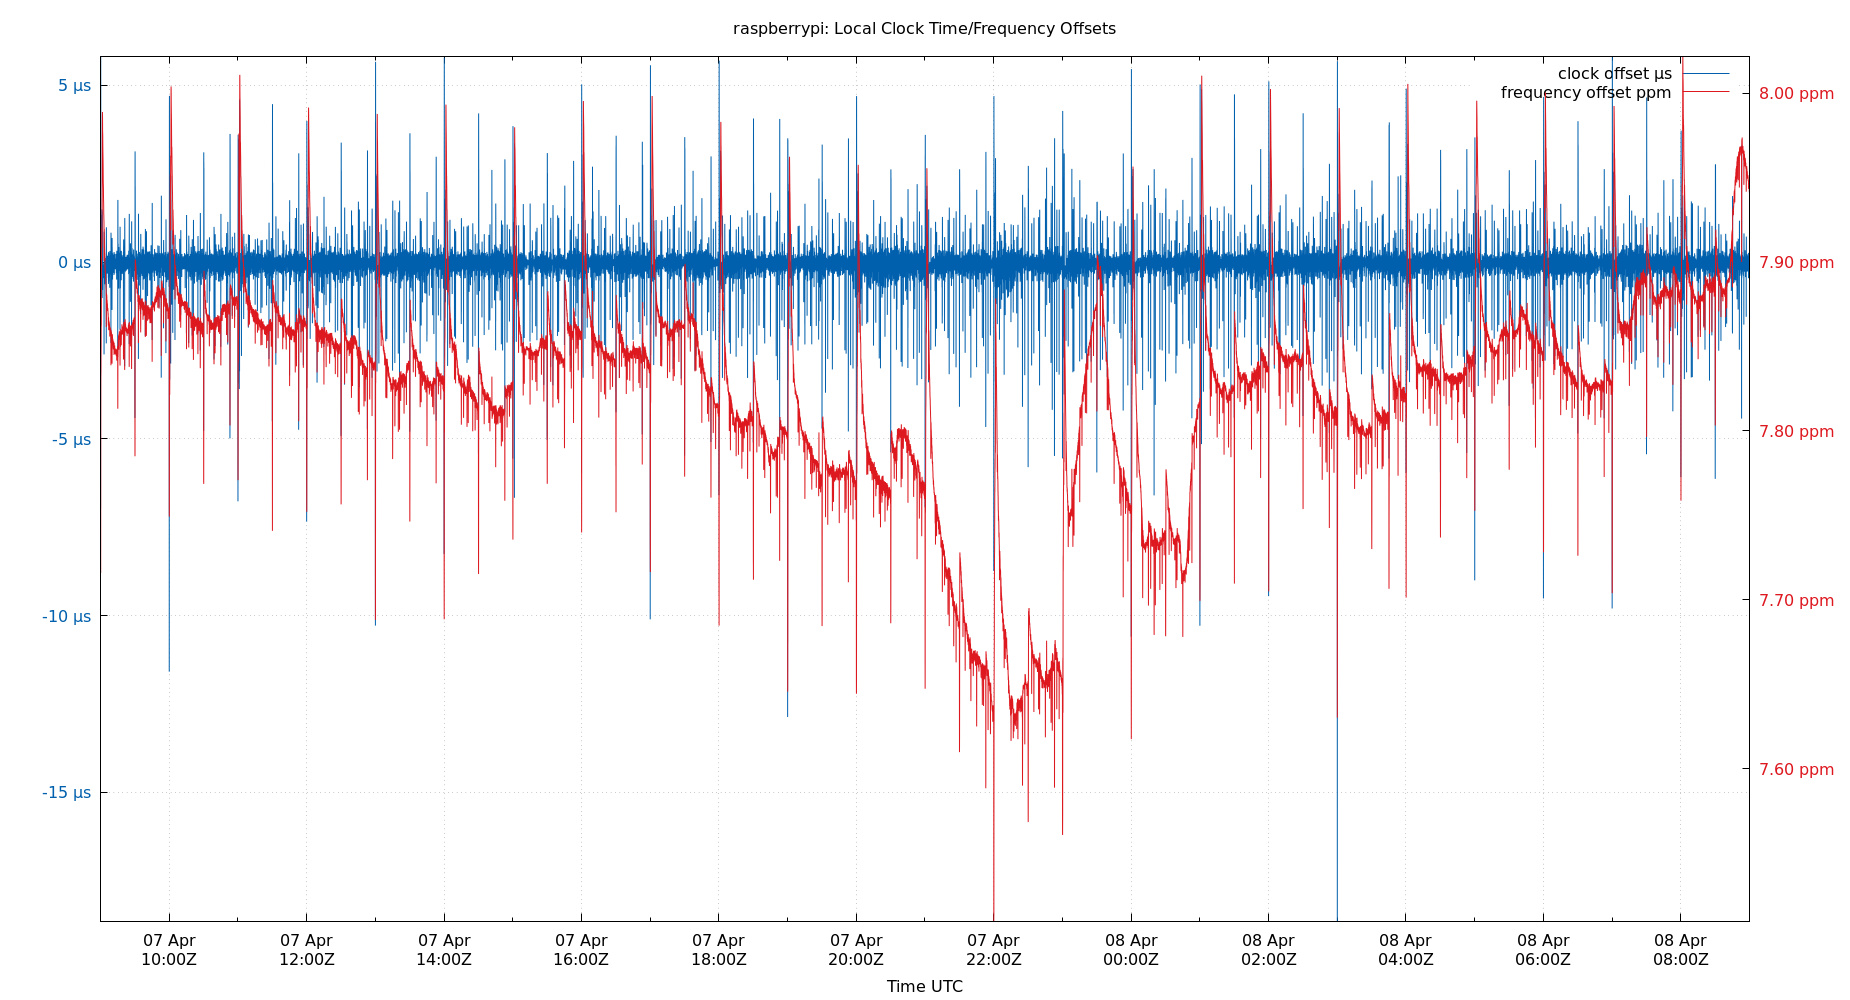 raspberrypi: Local Clock Time/Frequency Offsets
clock offset µs
frequency offset ppm
5 µs
0 µs
-5 µs
-10 µs
-15 µs
8.00 ppm
7.90 ppm
7.80 ppm
7.70 ppm
7.60 ppm
07 Apr 07 Apr 07 Apr 07 Apr 07 Apr 07 Apr 07 Apr 08 Apr 08 Apr 08 Apr 08 Apr 08 Apr
10:00Z 12:00Z 14:00Z 16:00Z 18:00Z 20:00Z 22:00Z 00:00Z 02:00Z 04:00Z 06:00Z 08:00Z
Time UTC